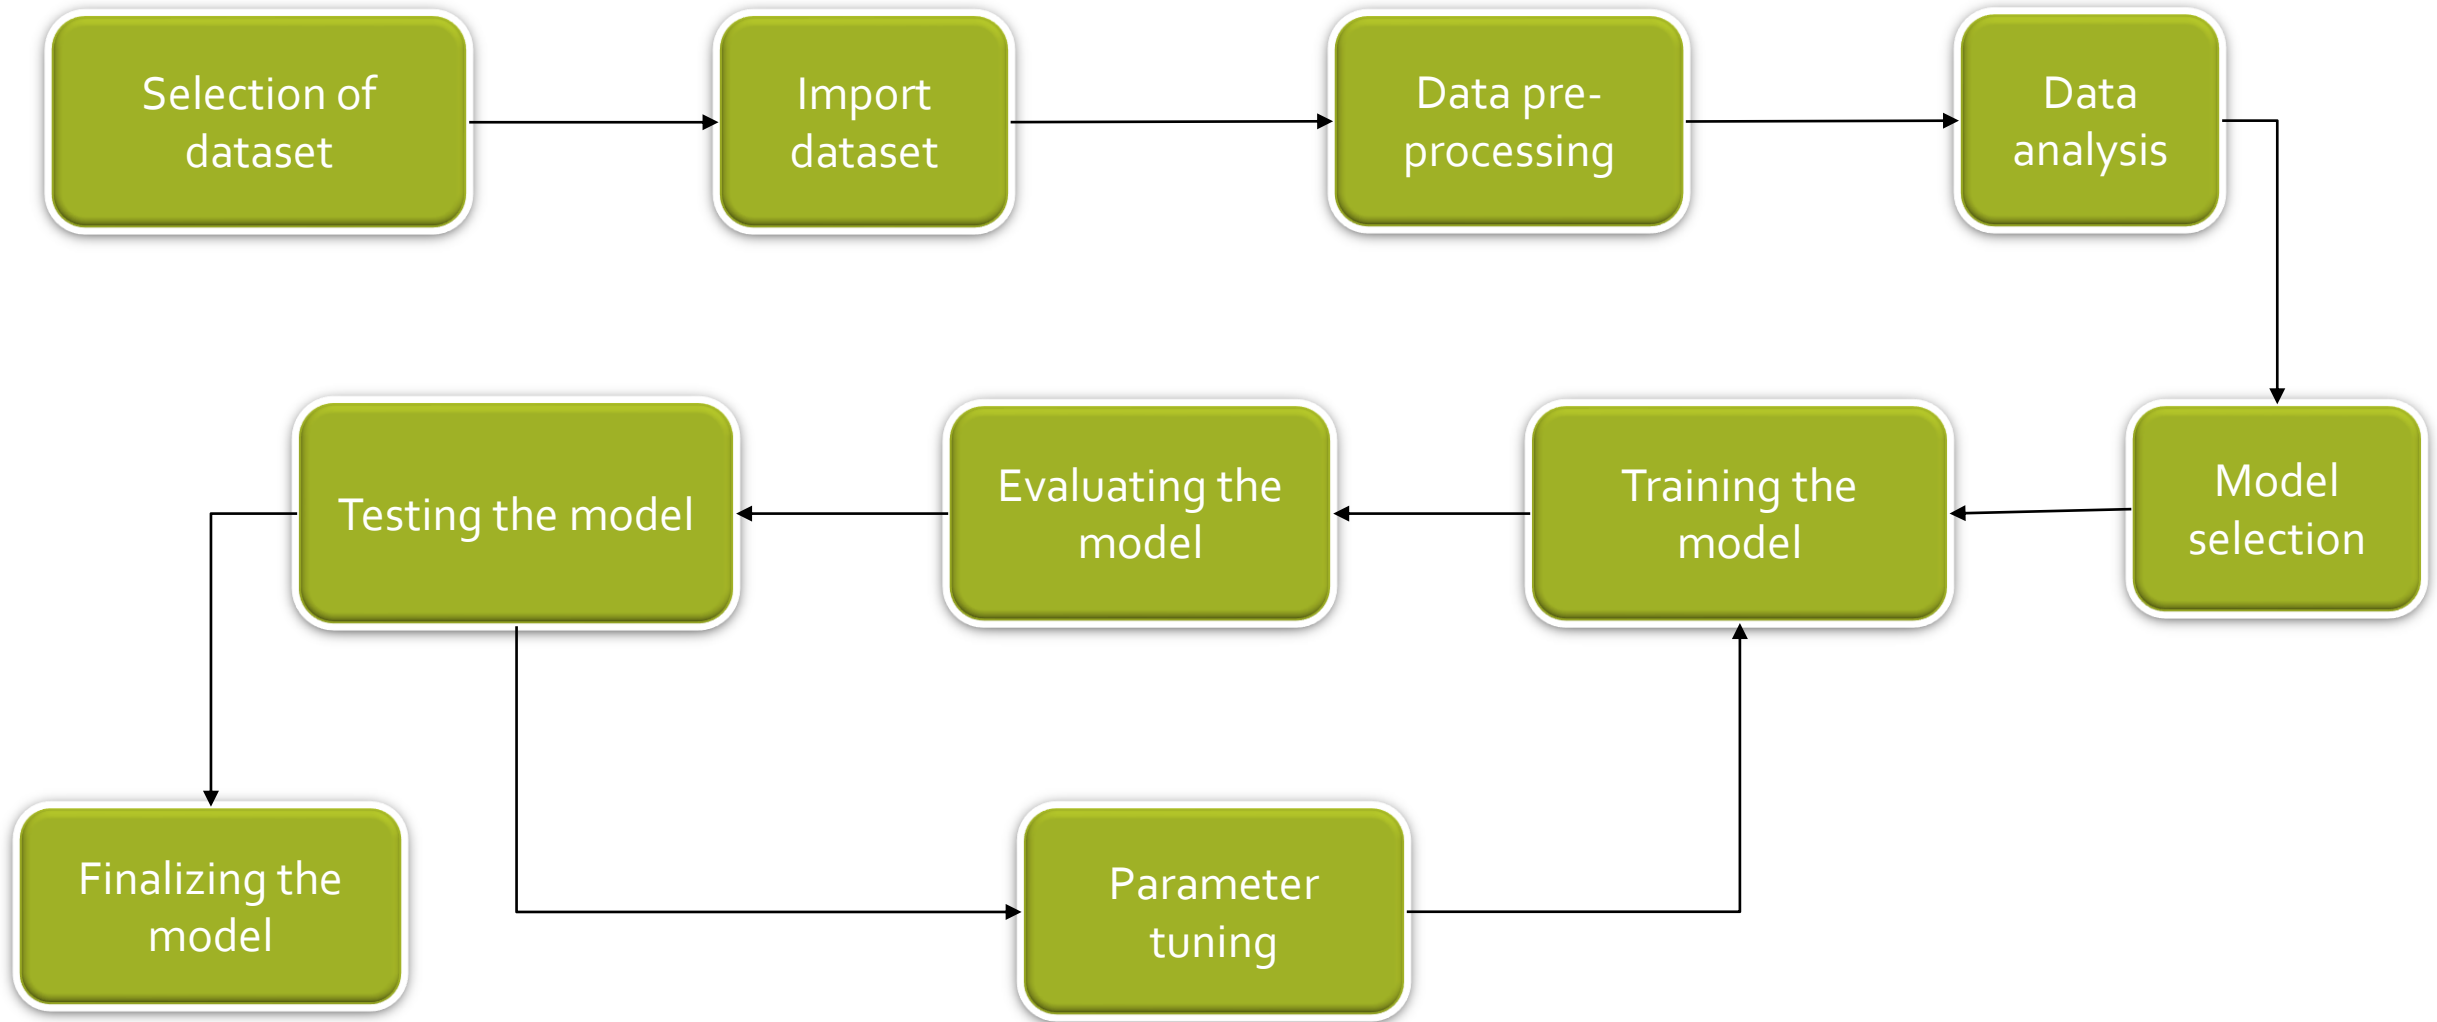 Selection of
dataset
Import
dataset
Data pre-
processing
Data
analysis
Testing the model
Evaluating the
model
Training the
model
Model
selection
Finalizing the
model
Parameter
tuning